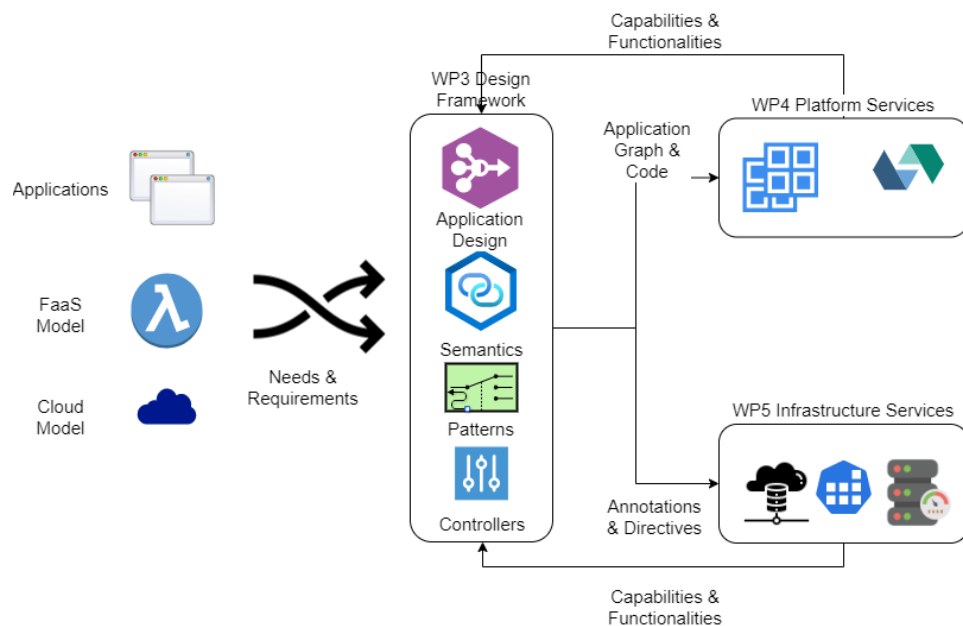 Capabilities &
Functionalities
WP3 Design
Framework
WP4 Platform Services
Application
Graph &
Code
Applications
Application
Design
FaaS
Model
Semantics
Needs &
Requirements
Cloud
Model
Patterns
WP5 Infrastructure Services
Controllers
Annotations
& Directives
Capabilities &
Functionalities